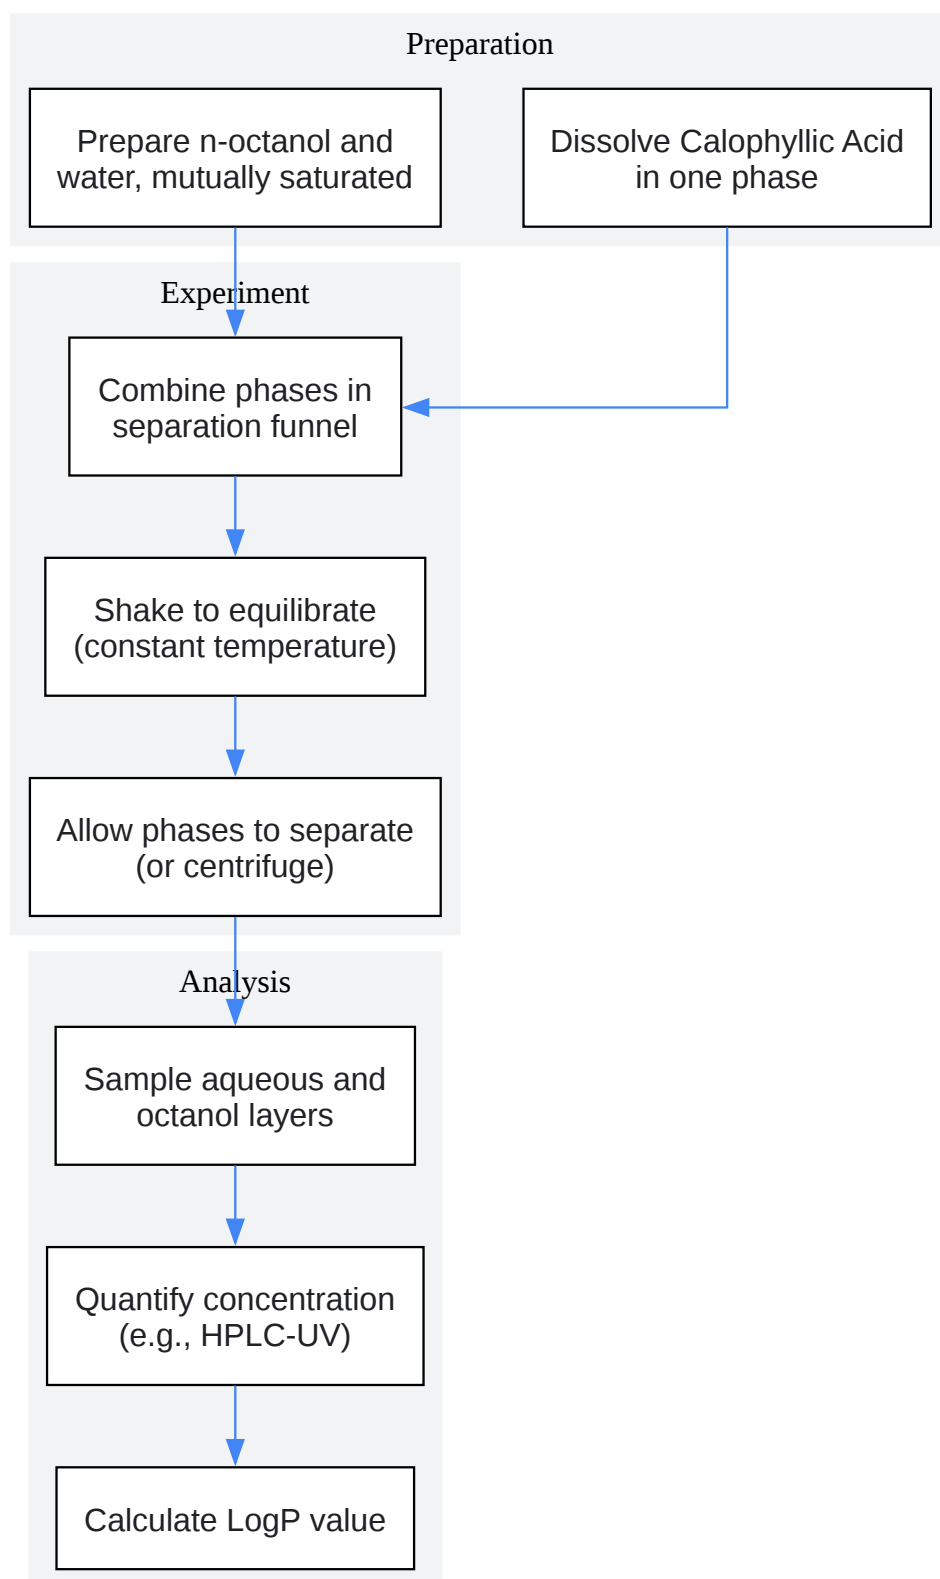 Preparation
Prepare n-octanol and
water, mutually saturated
Dissolve Calophyllic Acid
in one phase
Experiment
Combine phases in
separation funnel
Shake to equilibrate
(constant temperature)
Allow phases to separate
(or centrifuge)
Analysis
Sample aqueous and
octanol layers
Quantify concentration
(e.g., HPLC-UV)
Calculate LogP value